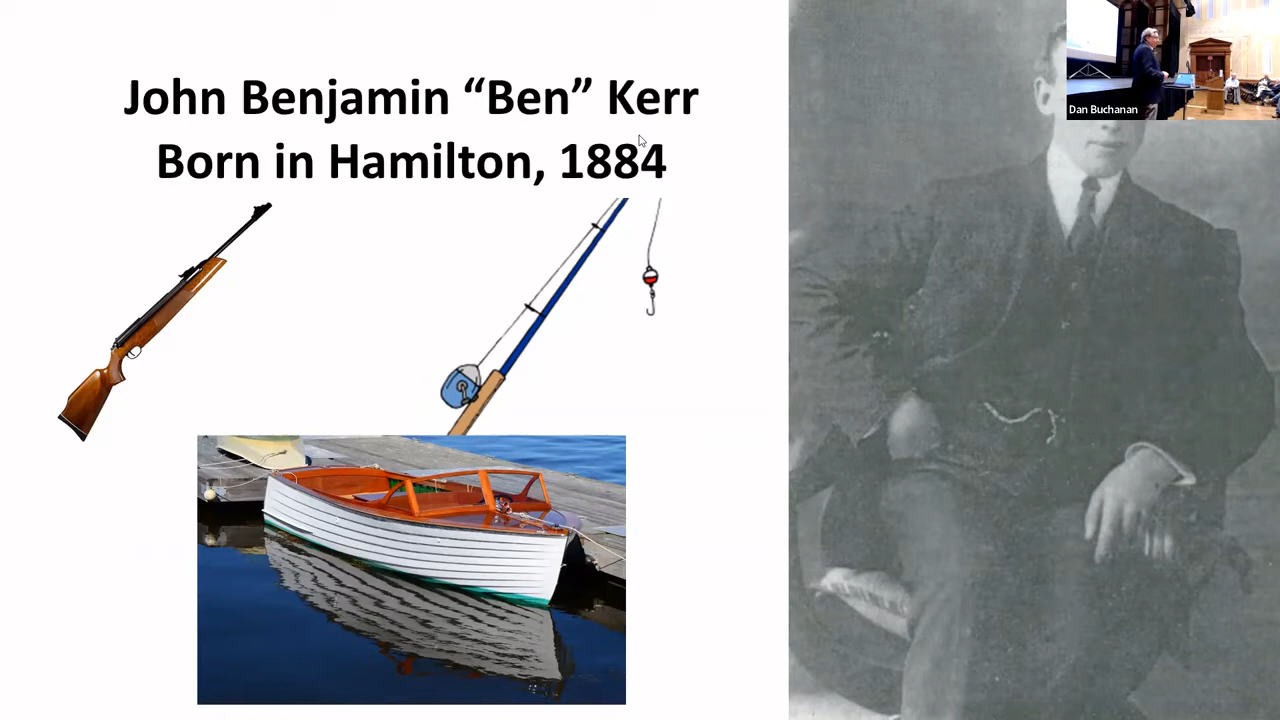 John Benjamin “Ben” Kerr
Born in Hamilton, 1884
Dan Buchanan